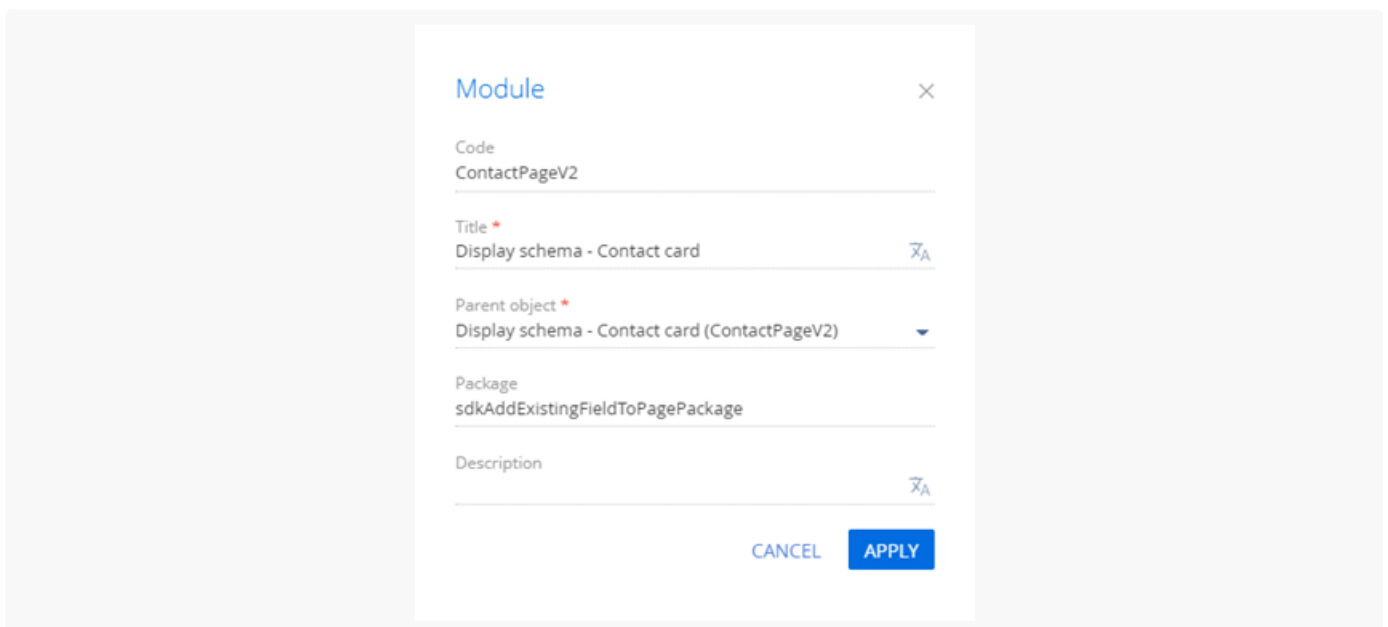 Module
Code
ContactPageV2
Title *
Display schema - Contact card
Parent object *
Display schema - Contact card (ContactPageV2)
Package
sdkAddExistingFieldToPagePackage
Description
CANCEL
APPLY